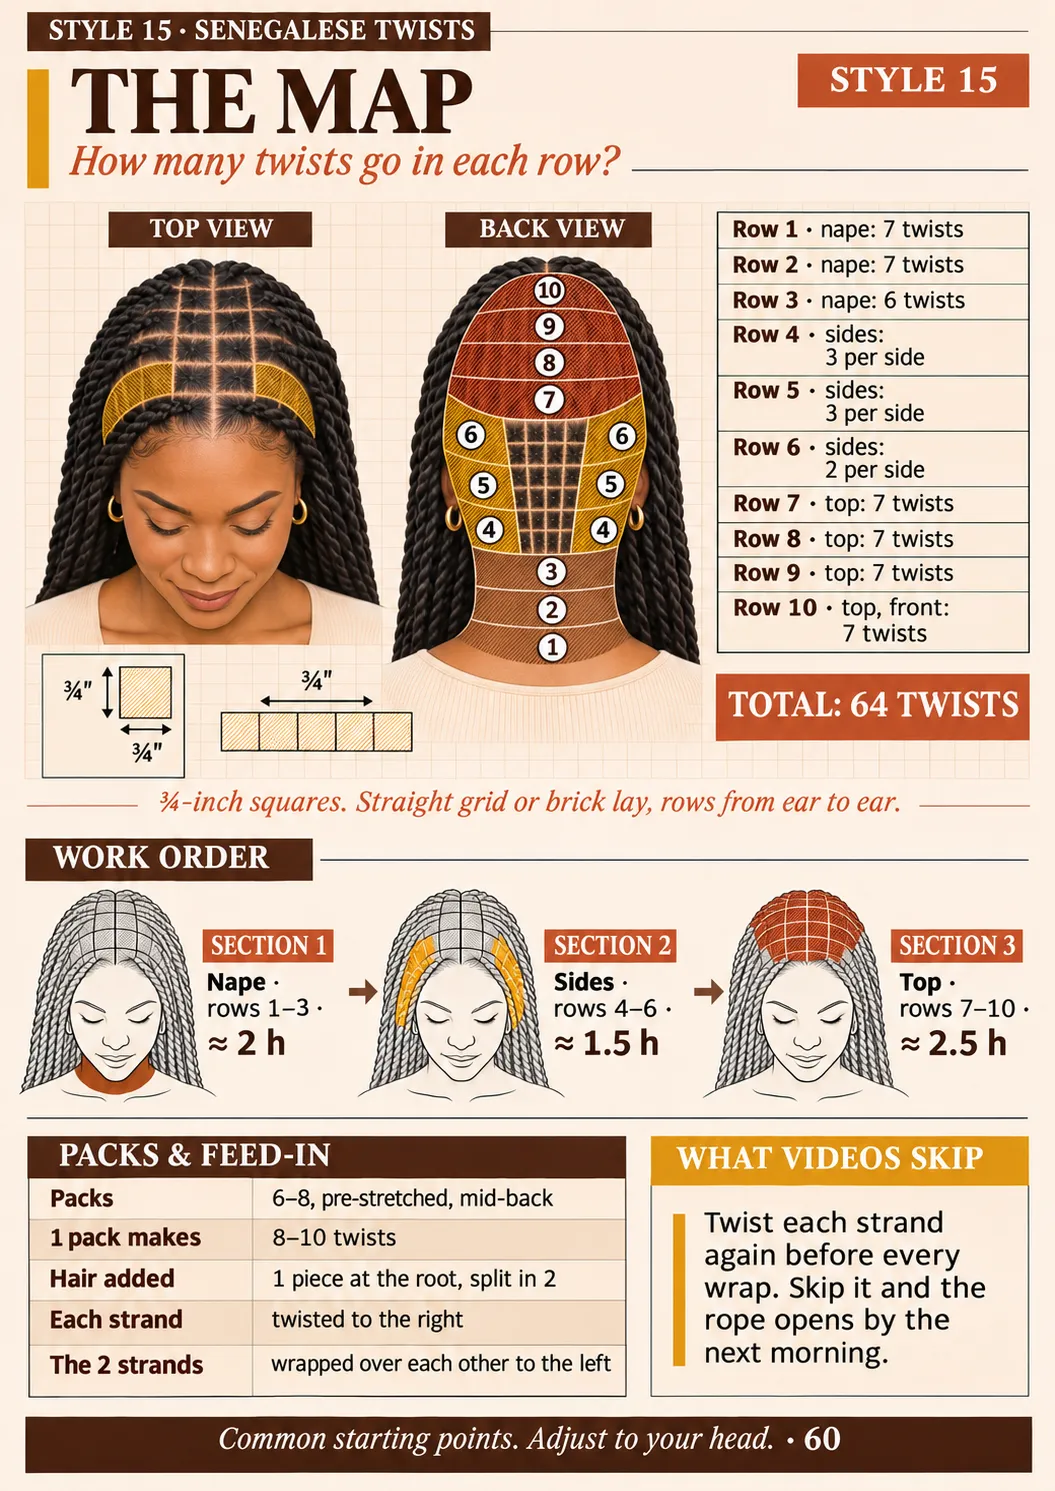 STYLE 15 · SENEGALESE TWISTS
THE MAP
STYLE 15
How many twists go in each row?
TOP VIEW
BACK VIEW
10
9
8
7
6
6
5
5
4
4
3
2
1
Row 1 · nape: 7 twists
Row 2 · nape: 7 twists
Row 3 · nape: 6 twists
Row 4 · sides:
3 per side
Row 5 · sides:
3 per side
Row 6 · sides:
2 per side
Row 7 · top: 7 twists
Row 8 · top: 7 twists
Row 9 · top: 7 twists
Row 10 · top, front:
7 twists
TOTAL: 64 TWISTS
¾"
¾"
¾"
¾-inch squares. Straight grid or brick lay, rows from ear to ear.
WORK ORDER
SECTION 1
Nape ·
rows 1–3 ·
≈ 2 h
SECTION 2
Sides ·
rows 4–6 ·
≈ 1.5 h
SECTION 3
Top ·
rows 7–10 ·
≈ 2.5 h
PACKS & FEED-IN
Packs 6–8, pre-stretched, mid-back
1 pack makes 8–10 twists
Hair added 1 piece at the root, split in 2
Each strand twisted to the right
The 2 strands wrapped over each other to the left
WHAT VIDEOS SKIP
Twist each strand
again before every
wrap. Skip it and the
rope opens by the
next morning.
Common starting points. Adjust to your head. · 60